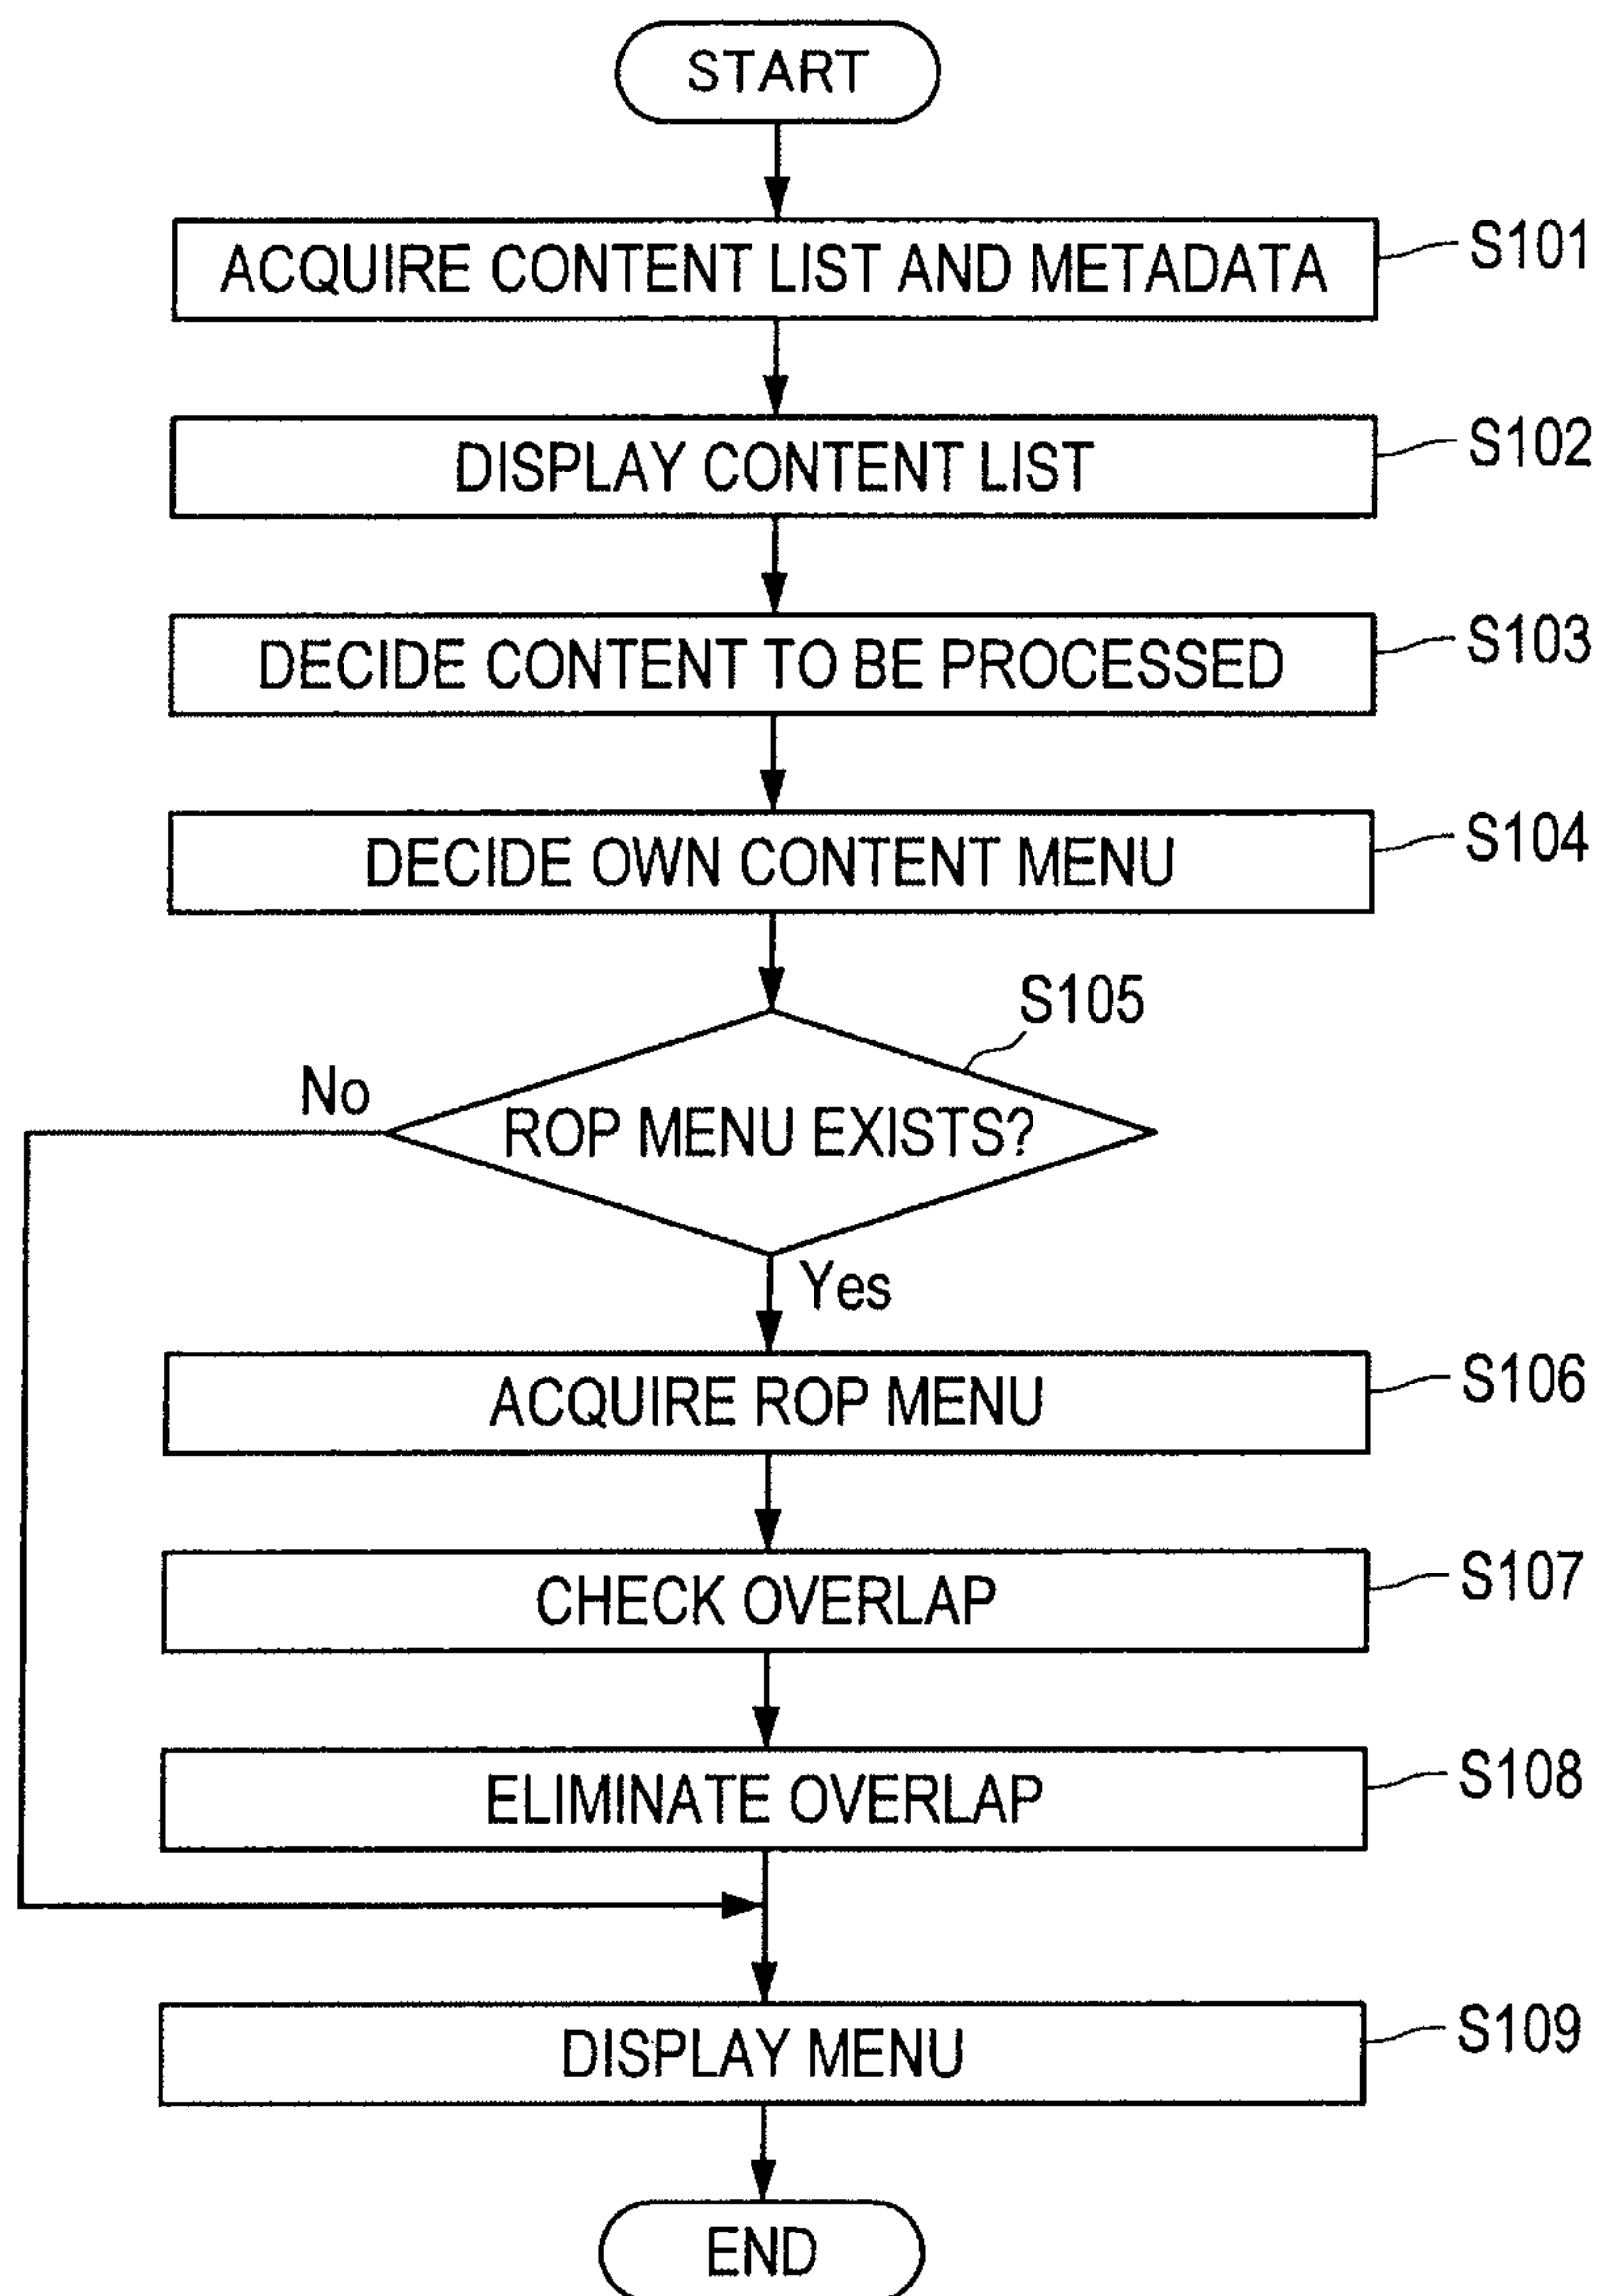 START
ACQUIRE CONTENT LIST AND METADATA
S101
DISPLAY CONTENT LIST
S102
DECIDE CONTENT TO BE PROCESSED
S103
DECIDE OWN CONTENT MENU
S104
S105
No
ROP MENU EXISTS?
Yes
ACQUIRE ROP MENU
S106
CHECK OVERLAP
S107
ELIMINATE OVERLAP
S108
DISPLAY MENU
S109
END